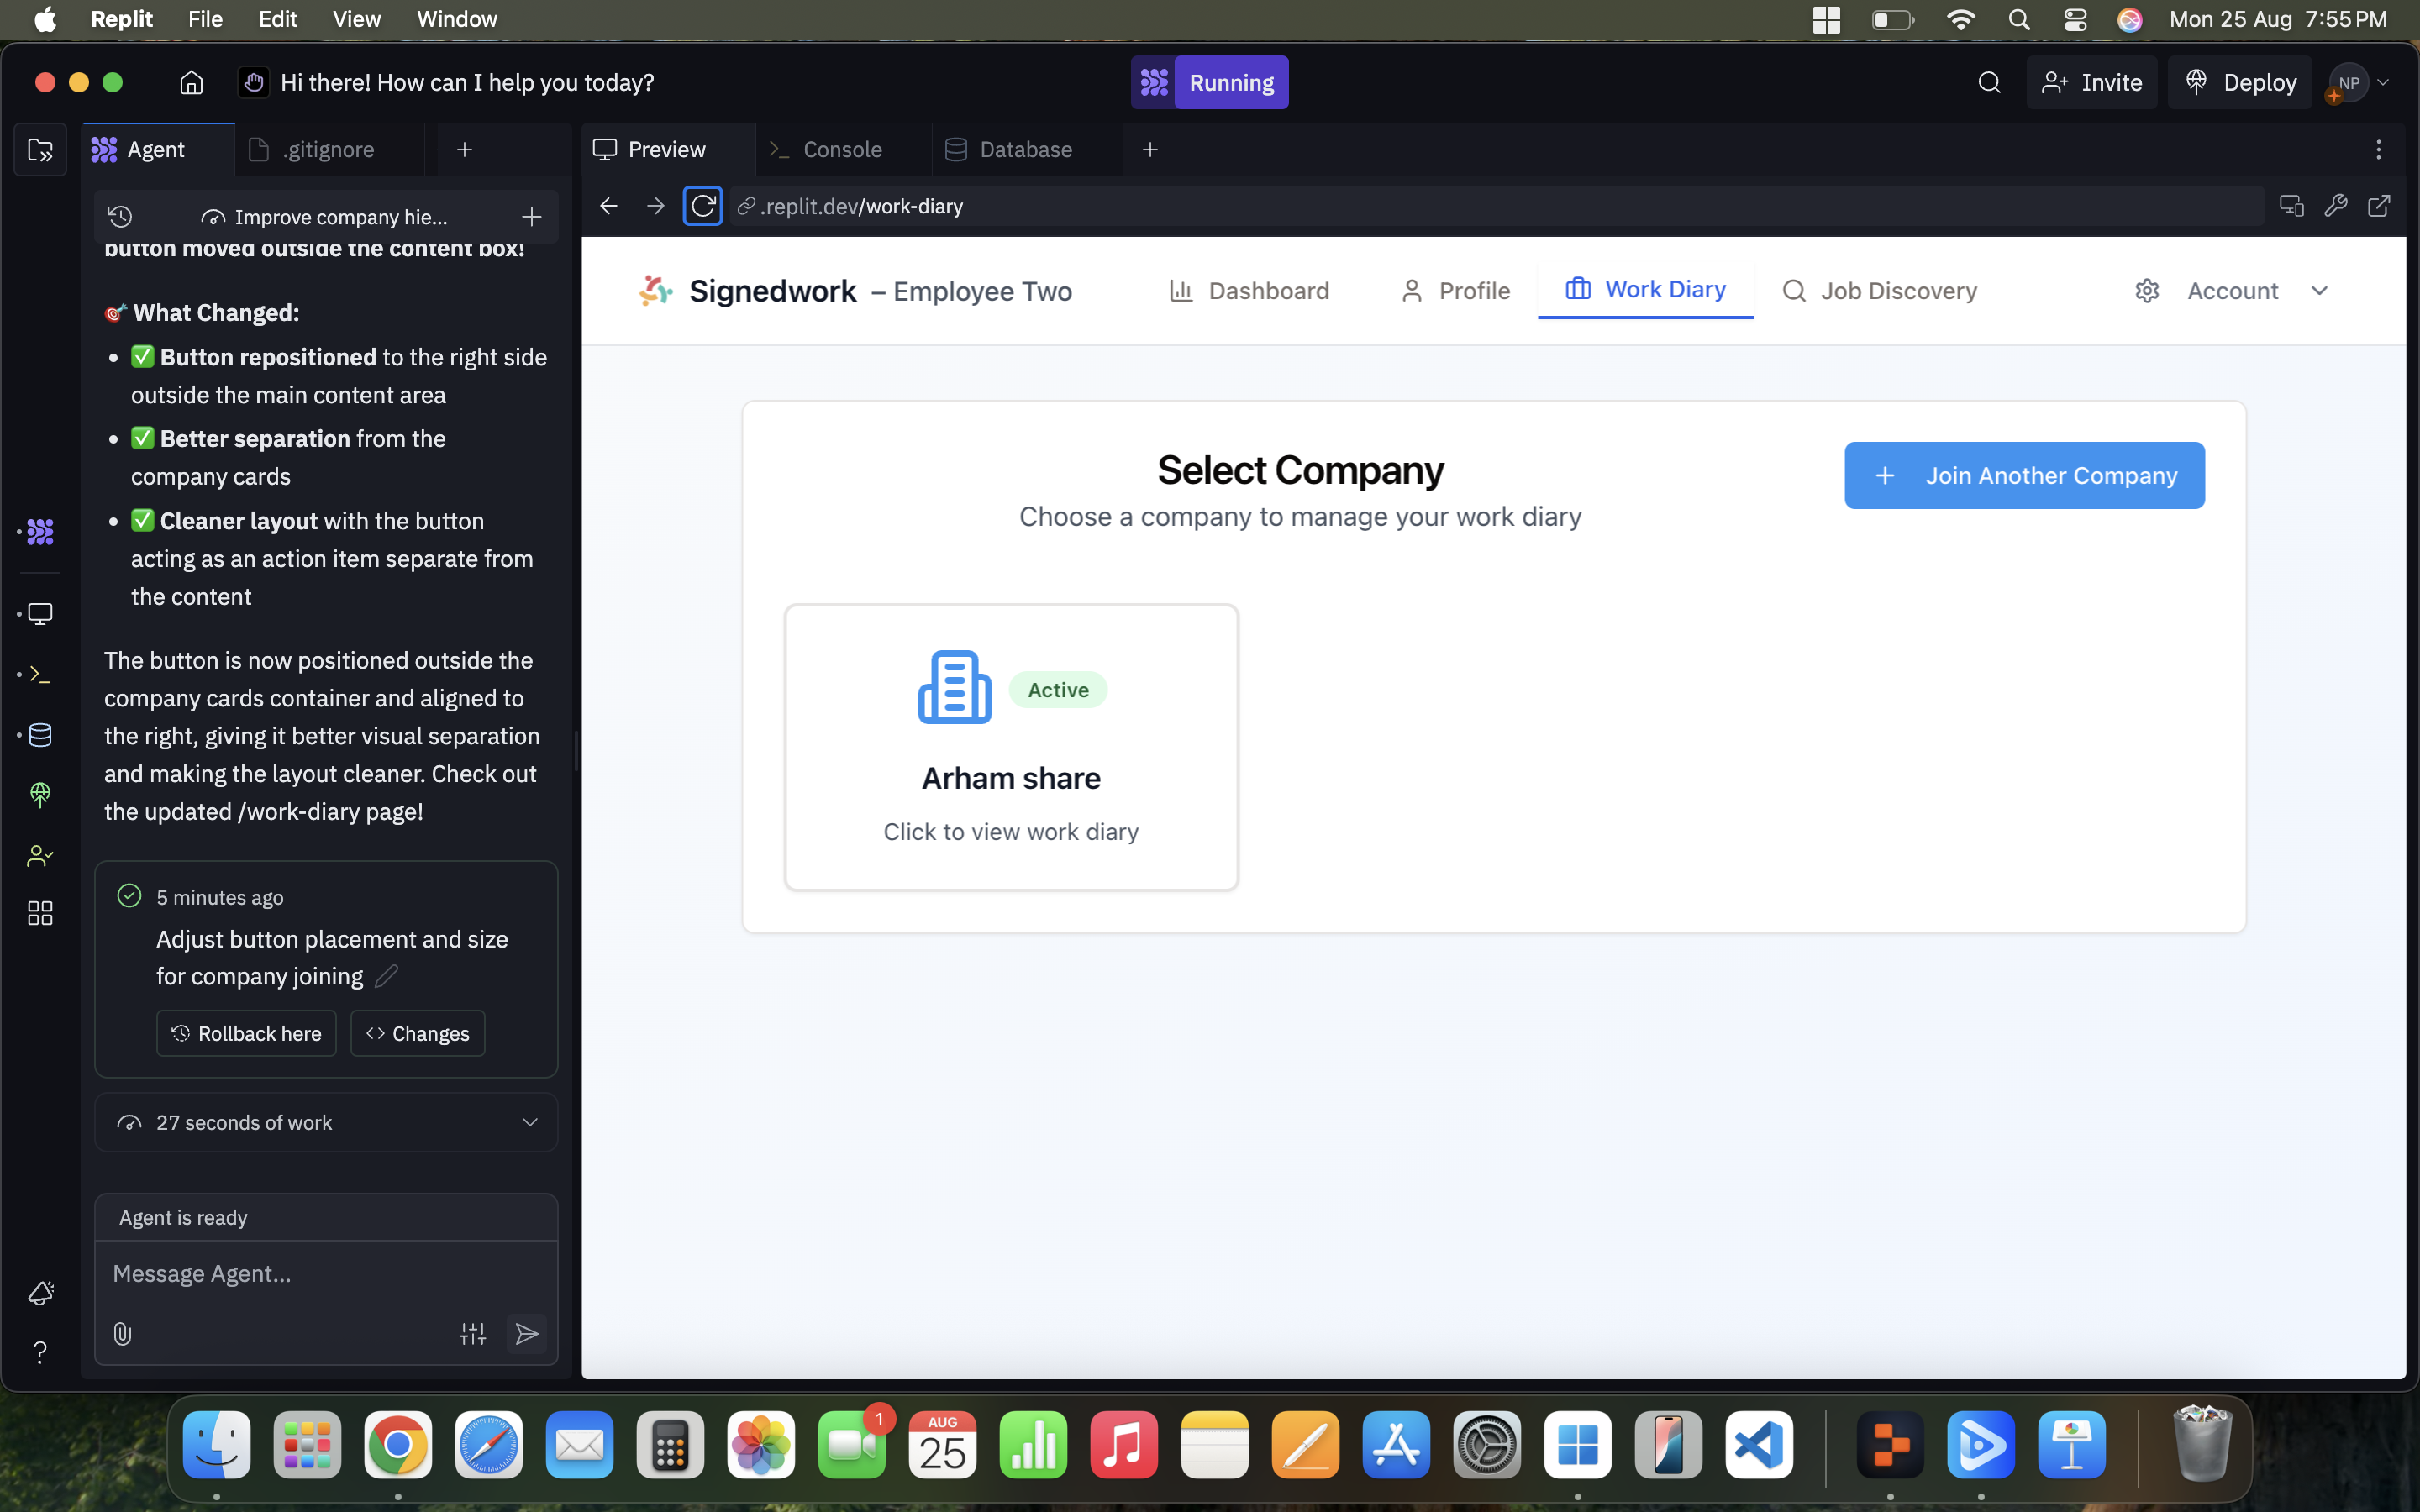 Replit File Edit View Window Mon 25 Aug 7:55 PM
Hi there! How can I help you today? Running Invite Deploy NP
Agent .gitignore
Preview Console Database
Improve company hie...
.replit.dev/work-diary
button moved outside the content box!
🎯 What Changed:
• ✅ Button repositioned to the right side
outside the main content area
• ✅ Better separation from the
company cards
• ✅ Cleaner layout with the button
acting as an action item separate from
the content
The button is now positioned outside the
company cards container and aligned to
the right, giving it better visual separation
and making the layout cleaner. Check out
the updated /work-diary page!
5 minutes ago
Adjust button placement and size
for company joining
Rollback here Changes
27 seconds of work
Agent is ready
Message Agent...
Signedwork – Employee Two Dashboard Profile Work Diary Job Discovery Account
Select Company
Choose a company to manage your work diary
+ Join Another Company
Active
Arham share
Click to view work diary
1
AUG
25